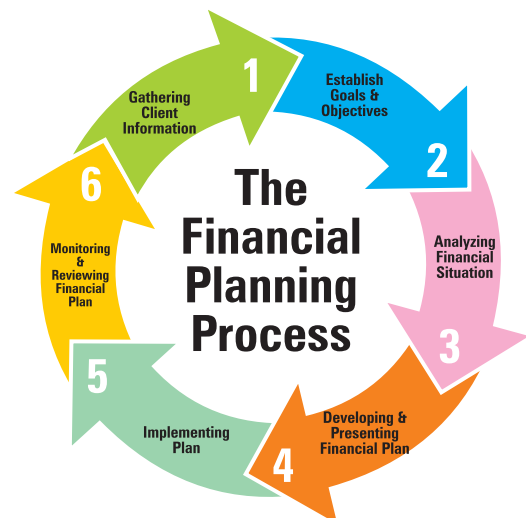 The
Financial
Planning
Process
1
Gathering
Client
Information
Establish
Goals &
Objectives
2
Analyzing
Financial
Situation
3
Developing &
Presenting
Financial Plan
4
Implementing
Plan
5
Monitoring
&
Reviewing
Financial
Plan
6